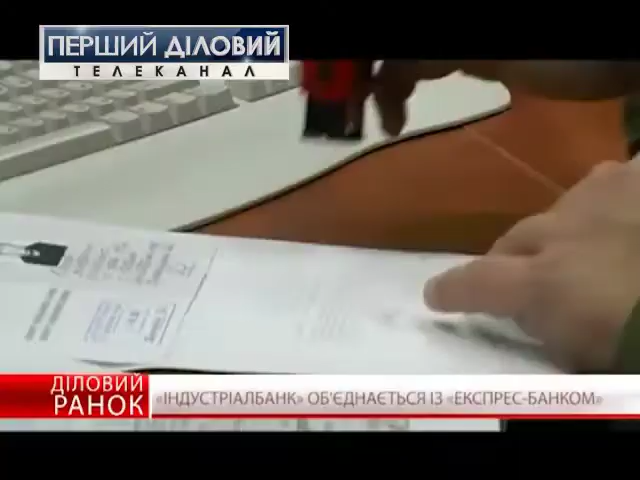 ПЕРШИЙ ДІЛОВИЙ
ТЕЛЕКАНАЛ
ДІЛОВИЙ
РАНОК
«ІНДУСТРІАЛБАНК» ОБ'ЄДНАЄТЬСЯ ІЗ «ЕКСПРЕС-БАНКОМ»